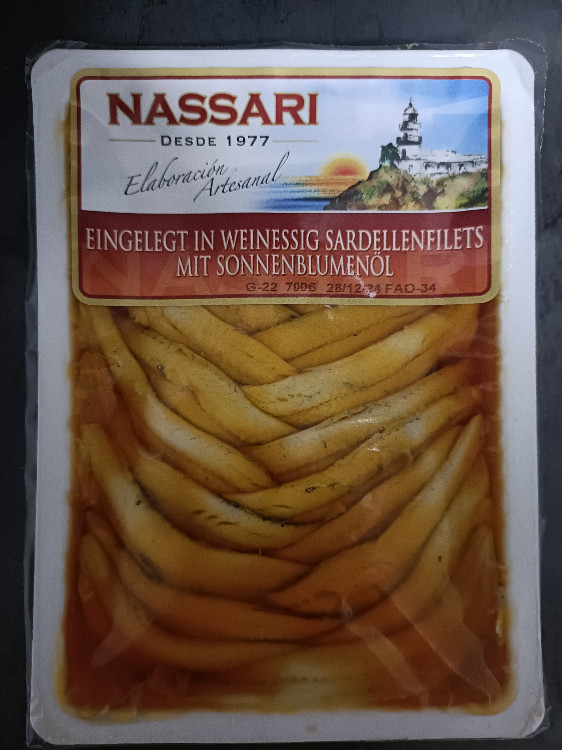 NASSARI
DESDE 1977
Elaboración
Artesanal
EINGELEGT IN WEINESSIG SARDELLENFILETS
MIT SONNENBLUMENÖL
G-22 7006 28/12/24 FAO-34